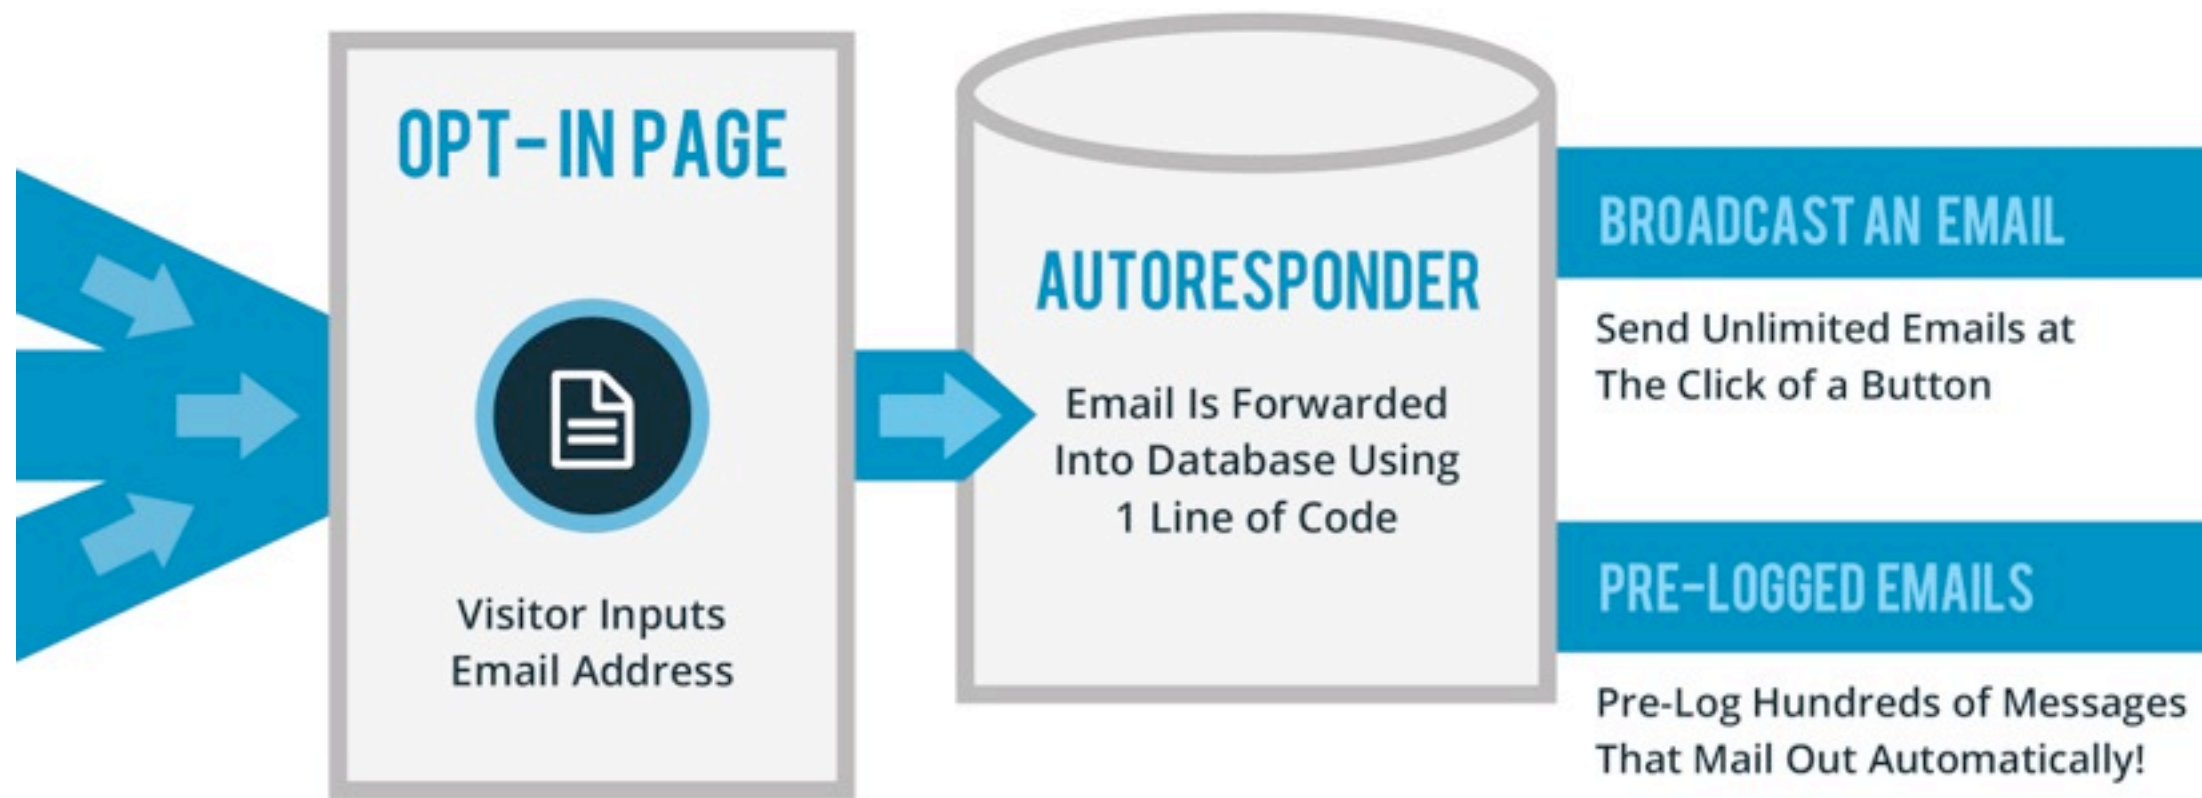 OPT-IN PAGE
Visitor Inputs
Email Address
AUTORESPONDER
Email Is Forwarded
Into Database Using
1 Line of Code
BROADCAST AN EMAIL
Send Unlimited Emails at
The Click of a Button
PRE-LOGGED EMAILS
Pre-Log Hundreds of Messages
That Mail Out Automatically!